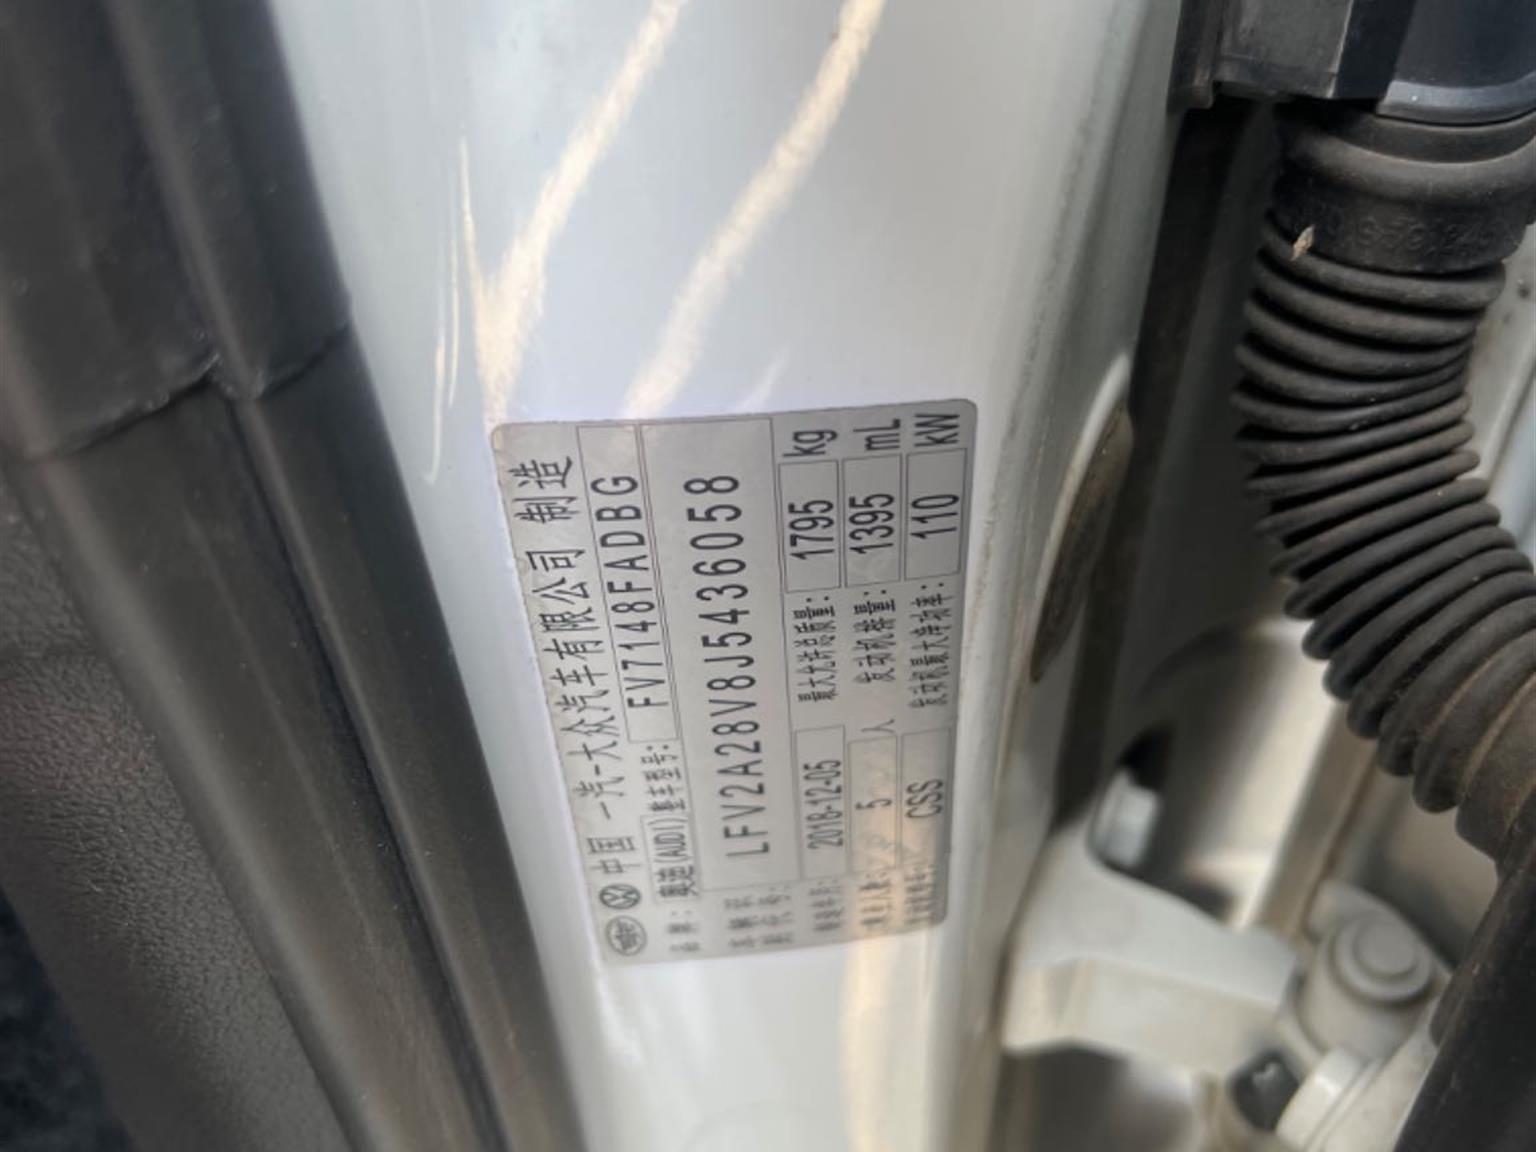 中国 一汽-大众汽车有限公司 制造
品牌: 奥迪(AUDI) 整车型号: FV7148FADBG
LFV2A28V8J5436058
2018-12-05 最大允许总质量: 1795 kg
5 人 发动机排量: 1395 mL
CSS 发动机最大净功率: 110 kW